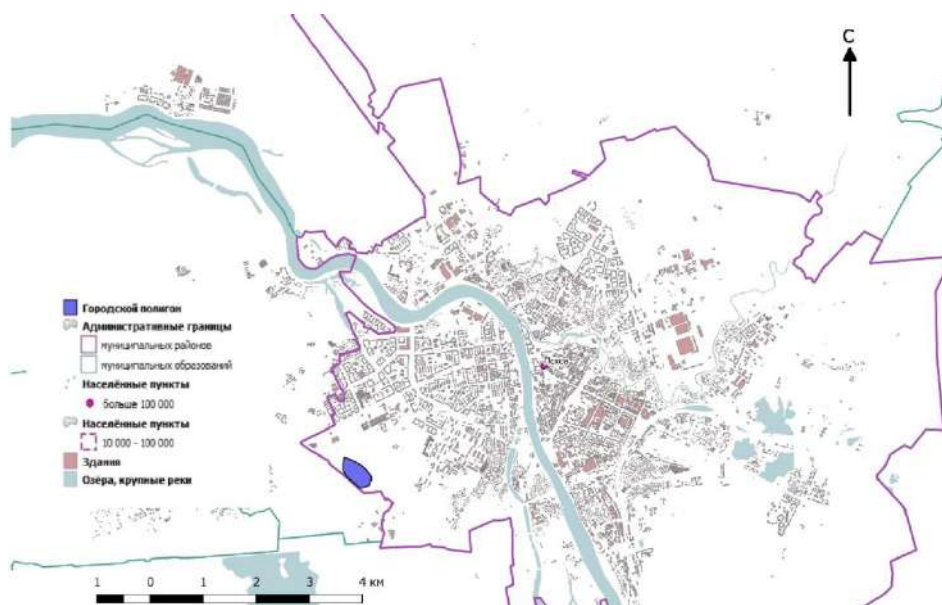 С
Городской полигон
Административные границы
муниципальных районов
муниципальных образований
Населённые пункты
больше 100 000
Населённые пункты
10 000 - 100 000
Здания
Озёра, крупные реки
1 0 1 2 3 4 км